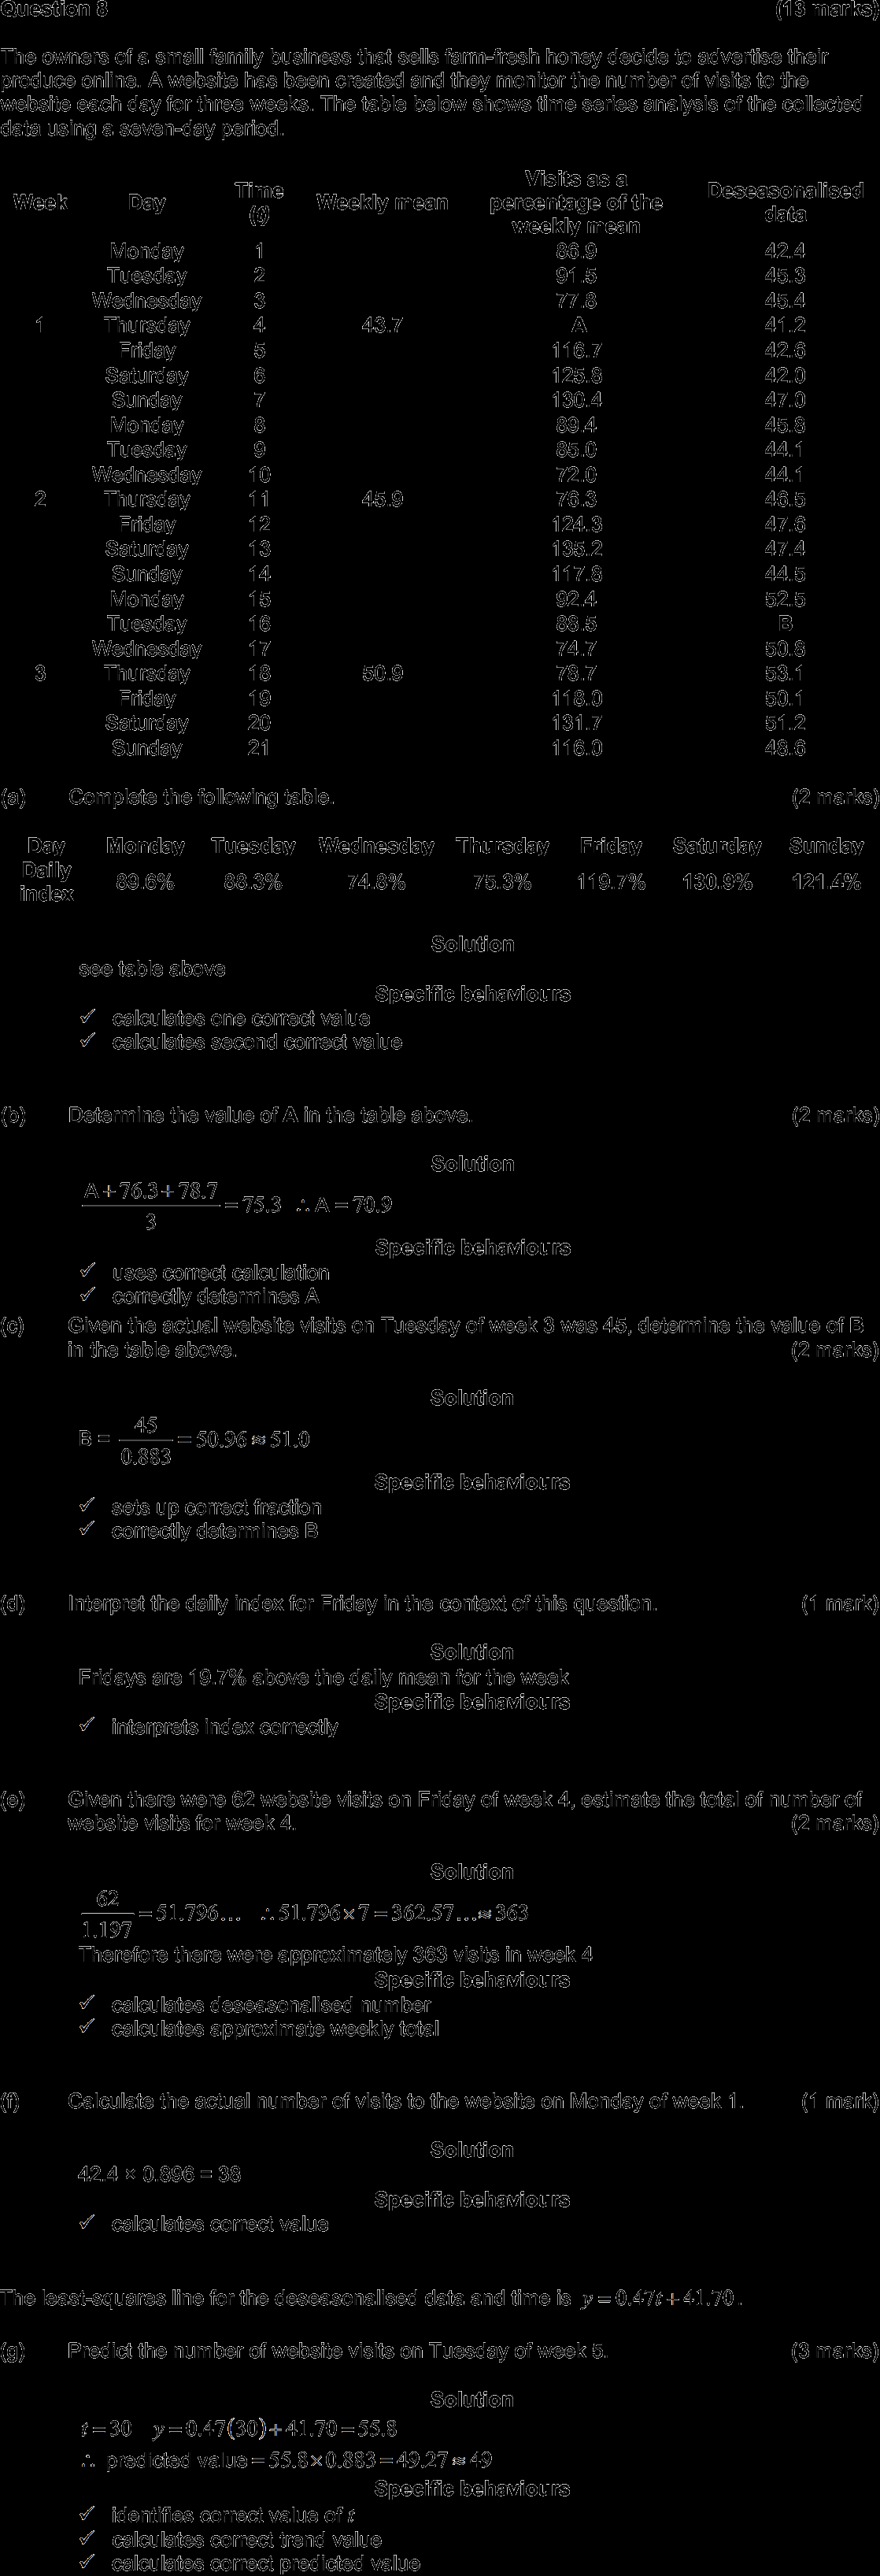 Question 8 (13 marks)
The owners of a small family business that sells farm-fresh honey decide to advertise their
produce online. A website has been created and they monitor the number of visits to the
website each day for three weeks. The table below shows time series analysis of the collected
data using a seven-day period.
Week Day Time (t) Weekly mean Visits as a percentage of the weekly mean Deseasonalised data
Monday 1 86.9 42.4
Tuesday 2 91.5 45.3
Wednesday 3 77.8 45.4
1 Thursday 4 43.7 A 41.2
Friday 5 116.7 42.6
Saturday 6 125.8 42.0
Sunday 7 130.4 47.0
Monday 8 89.4 45.8
Tuesday 9 85.0 44.1
Wednesday 10 72.0 44.1
2 Thursday 11 45.9 76.3 46.5
Friday 12 124.3 47.6
Saturday 13 135.2 47.4
Sunday 14 117.8 44.5
Monday 15 92.4 52.5
Tuesday 16 88.5 B
Wednesday 17 74.7 50.8
3 Thursday 18 50.9 78.7 53.1
Friday 19 118.0 50.1
Saturday 20 131.7 51.2
Sunday 21 116.0 48.6
(a) Complete the following table. (2 marks)
Day Monday Tuesday Wednesday Thursday Friday Saturday Sunday
Daily index 89.6% 88.3% 74.8% 75.3% 119.7% 130.9% 121.4%
Solution
see table above
Specific behaviours
✓ calculates one correct value
✓ calculates second correct value
(b) Determine the value of A in the table above. (2 marks)
Solution
(A + 76.3 + 78.7)/3 = 75.3 ∴ A = 70.9
Specific behaviours
✓ uses correct calculation
✓ correctly determines A
(c) Given the actual website visits on Tuesday of week 3 was 45, determine the value of B
in the table above. (2 marks)
Solution
B = 45/0.883 = 50.96 ≈ 51.0
Specific behaviours
✓ sets up correct fraction
✓ correctly determines B
(d) Interpret the daily index for Friday in the context of this question. (1 mark)
Solution
Fridays are 19.7% above the daily mean for the week
Specific behaviours
✓ interprets index correctly
(e) Given there were 62 website visits on Friday of week 4, estimate the total of number of
website visits for week 4. (2 marks)
Solution
62/1.197 = 51.796... ∴ 51.796 × 7 = 362.57... ≈ 363
Therefore there were approximately 363 visits in week 4
Specific behaviours
✓ calculates deseasonalised number
✓ calculates approximate weekly total
(f) Calculate the actual number of visits to the website on Monday of week 1. (1 mark)
Solution
42.4 × 0.896 = 38
Specific behaviours
✓ calculates correct value
The least-squares line for the deseasonalised data and time is y = 0.47t + 41.70.
(g) Predict the number of website visits on Tuesday of week 5. (3 marks)
Solution
t = 30 y = 0.47(30) + 41.70 = 55.8
∴ predicted value = 55.8 × 0.883 = 49.27 ≈ 49
Specific behaviours
✓ identifies correct value of t
✓ calculates correct trend value
✓ calculates correct predicted value